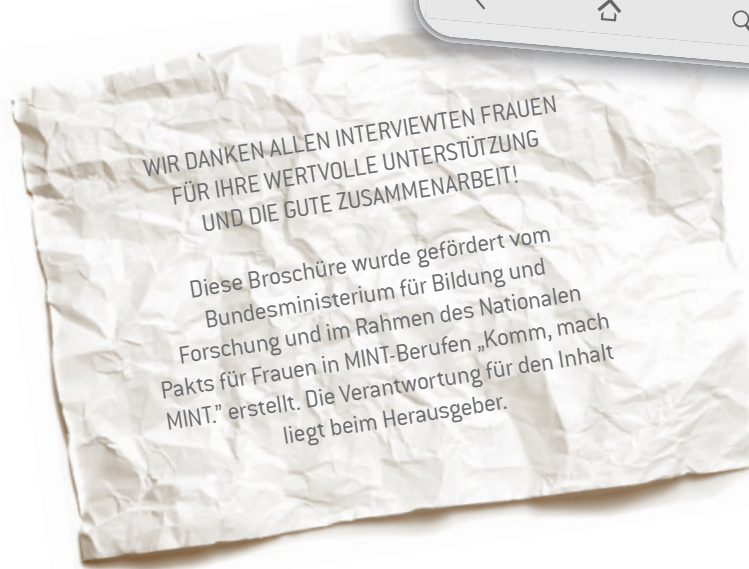 WIR DANKEN ALLEN INTERVIEWTEN FRAUEN
FÜR IHRE WERTVOLLE UNTERSTÜTZUNG
UND DIE GUTE ZUSAMMENARBEIT!
Diese Broschüre wurde gefördert vom
Bundesministerium für Bildung und
Forschung und im Rahmen des Nationalen
Pakts für Frauen in MINT-Berufen „Komm, mach
MINT.” erstellt. Die Verantwortung für den Inhalt
liegt beim Herausgeber.